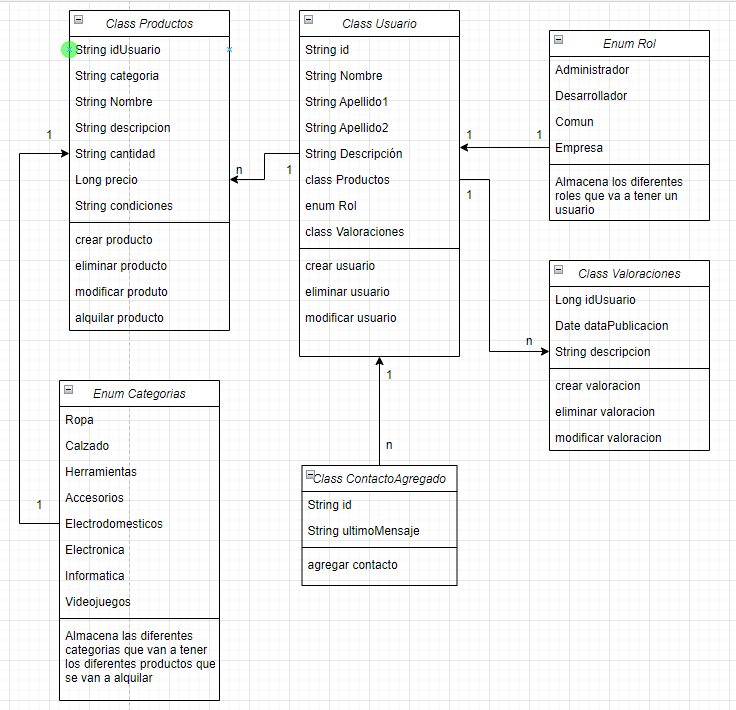 Class Productos
String idUsuario
String categoria
String Nombre
String descripcion
String cantidad
Long precio
String condiciones
crear producto
eliminar producto
modificar produto
alquilar producto
Class Usuario
String id
String Nombre
String Apellido1
String Apellido2
String Descripción
class Productos
enum Rol
class Valoraciones
crear usuario
eliminar usuario
modificar usuario
Enum Rol
Administrador
Desarrollador
Comun
Empresa
Almacena los diferentes
roles que va a tener un
usuario
Class Valoraciones
Long idUsuario
Date dataPublicacion
String descripcion
crear valoracion
eliminar valoracion
modificar valoracion
Enum Categorias
Ropa
Calzado
Herramientas
Accesorios
Electrodomesticos
Electronica
Informatica
Videojuegos
Almacena las diferentes
categorias que van a tener
los diferentes productos que
se van a alquilar
Class ContactoAgregado
String id
String ultimoMensaje
agregar contacto
1
1
n
1
1
1
1
n
1
n